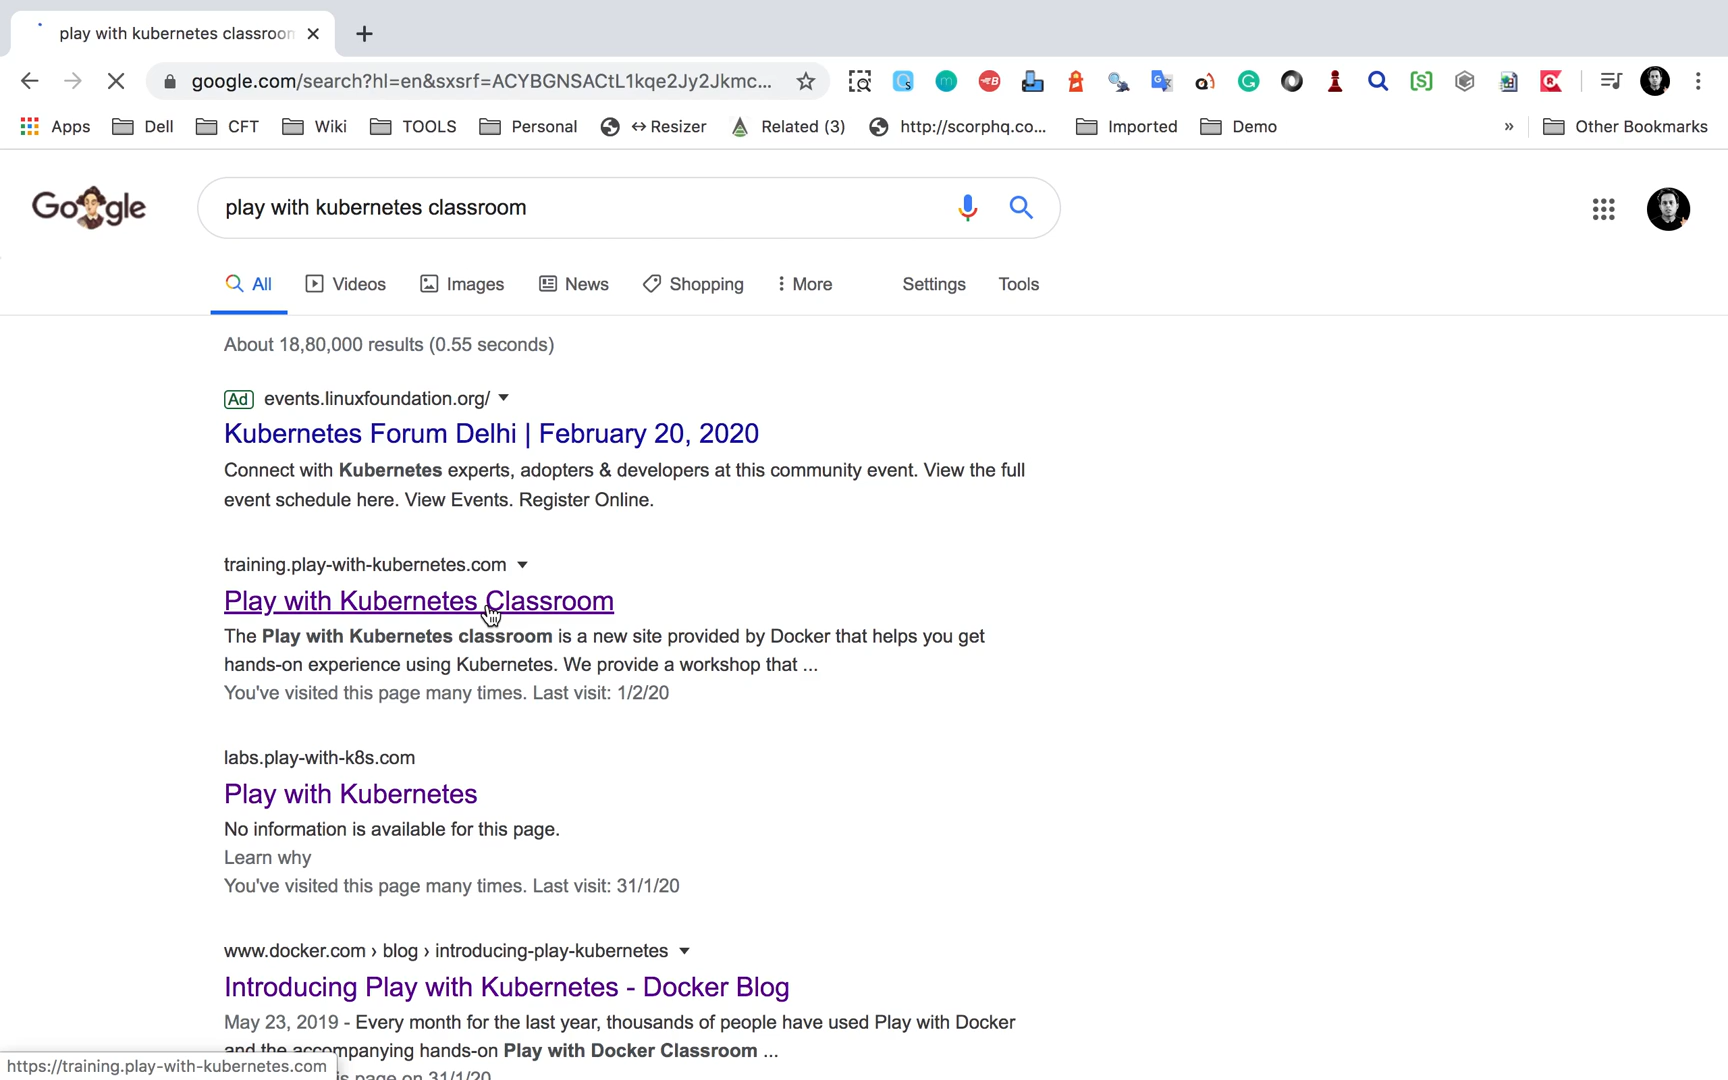 play with kubernetes classroom
google.com/search?hl=en&sxsrf=ACYBGNSACtL1kqe2Jy2Jkmc...
Apps Dell CFT Wiki TOOLS Personal ↔Resizer Related (3) http://scorphq.co... Imported Demo » Other Bookmarks
Google play with kubernetes classroom
All Videos Images News Shopping More Settings Tools
About 18,80,000 results (0.55 seconds)
Ad events.linuxfoundation.org/
Kubernetes Forum Delhi | February 20, 2020
Connect with Kubernetes experts, adopters & developers at this community event. View the full
event schedule here. View Events. Register Online.
training.play-with-kubernetes.com
Play with Kubernetes Classroom
The Play with Kubernetes classroom is a new site provided by Docker that helps you get
hands-on experience using Kubernetes. We provide a workshop that ...
You've visited this page many times. Last visit: 1/2/20
labs.play-with-k8s.com
Play with Kubernetes
No information is available for this page.
Learn why
You've visited this page many times. Last visit: 31/1/20
www.docker.com › blog › introducing-play-kubernetes
Introducing Play with Kubernetes - Docker Blog
May 23, 2019 - Every month for the last year, thousands of people have used Play with Docker
and the accompanying hands-on Play with Docker Classroom ...
https://training.play-with-kubernetes.com
is page on 31/1/20